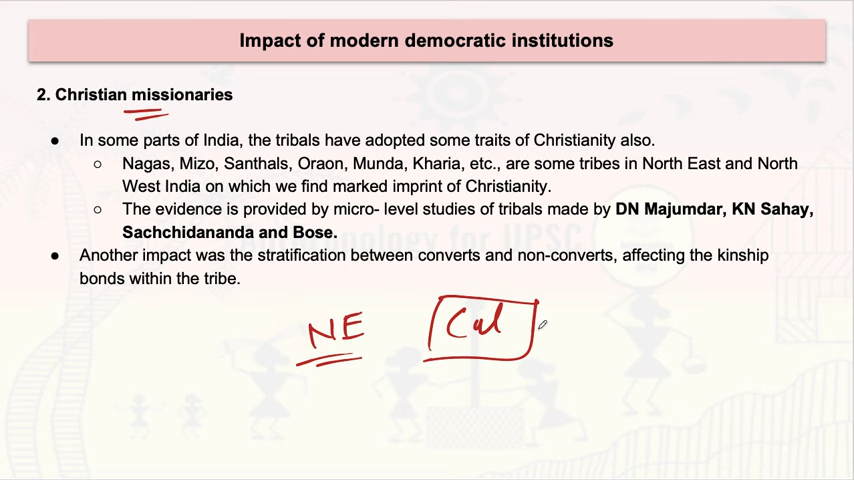 Impact of modern democratic institutions
2. Christian missionaries
● In some parts of India, the tribals have adopted some traits of Christianity also.
○ Nagas, Mizo, Santhals, Oraon, Munda, Kharia, etc., are some tribes in North East and North
West India on which we find marked imprint of Christianity.
○ The evidence is provided by micro- level studies of tribals made by DN Majumdar, KN Sahay,
Sachchidananda and Bose.
Anthropology for UPSC
● Another impact was the stratification between converts and non-converts, affecting the kinship
bonds within the tribe.
NE Cul